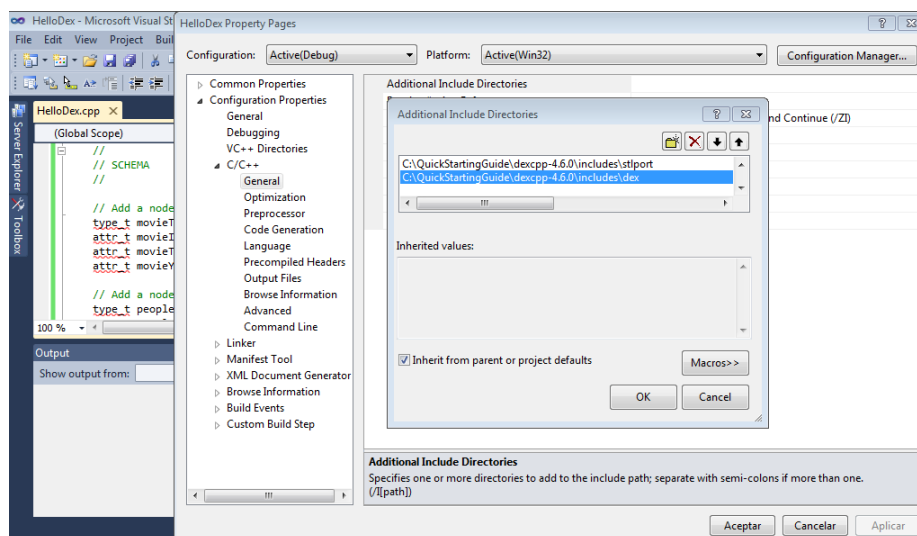 HelloDex - Microsoft Visual St
File Edit View Project Buil
Server Explorer
Toolbox
HelloDex.cpp
(Global Scope)
//
// SCHEMA
//
// Add a node
type_t movieT
attr_t movieI
attr_t movieT
attr_t movieY
// Add a node
type_t people
100 %
Output
Show output from:
HelloDex Property Pages
Configuration: Active(Debug) Platform: Active(Win32) Configuration Manager...
Common Properties
Configuration Properties
General
Debugging
VC++ Directories
C/C++
General
Optimization
Preprocessor
Code Generation
Language
Precompiled Headers
Output Files
Browse Information
Advanced
Command Line
Linker
Manifest Tool
XML Document Generator
Browse Information
Build Events
Custom Build Step
Additional Include Directories
nd Continue (/ZI)
Additional Include Directories
C:\QuickStartingGuide\dexcpp-4.6.0\includes\stlport
C:\QuickStartingGuide\dexcpp-4.6.0\includes\dex
Inherited values:
Inherit from parent or project defaults
Macros>>
OK Cancel
Additional Include Directories
Specifies one or more directories to add to the include path; separate with semi-colons if more than one.
(/I[path])
Aceptar Cancelar Aplicar